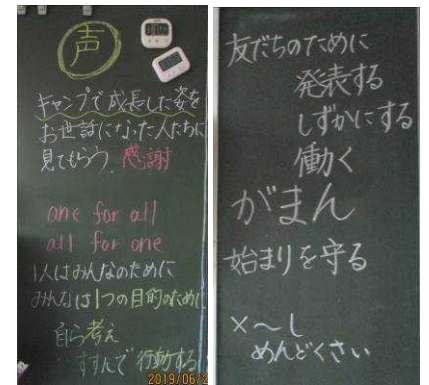 声
キャンプで成長した姿を
お世話になった人たちに
見てもらう。感謝
one for all
all for one
1人はみんなのために
みんなは1つの目的のために
自ら考え
すすんで行動する
友だちのために
発表する
しずかにする
働く
がまん
始まりを守る
×〜し
めんどくさい